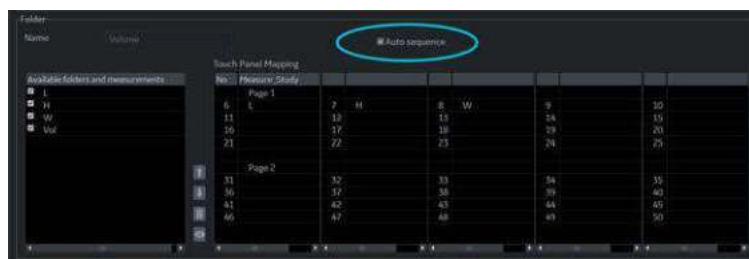 Folder
Name Volume Auto sequence
Touch Panel Mapping
Available folders and measurements No Measure_Study
L Page 1
H 6 L 7 H 8 W 9 10
W 11 12 13 14 15
Vol 16 17 18 19 20
21 22 23 24 25
Page 2
31 32 33 34 35
36 37 38 39 40
41 42 43 44 45
46 47 48 49 50